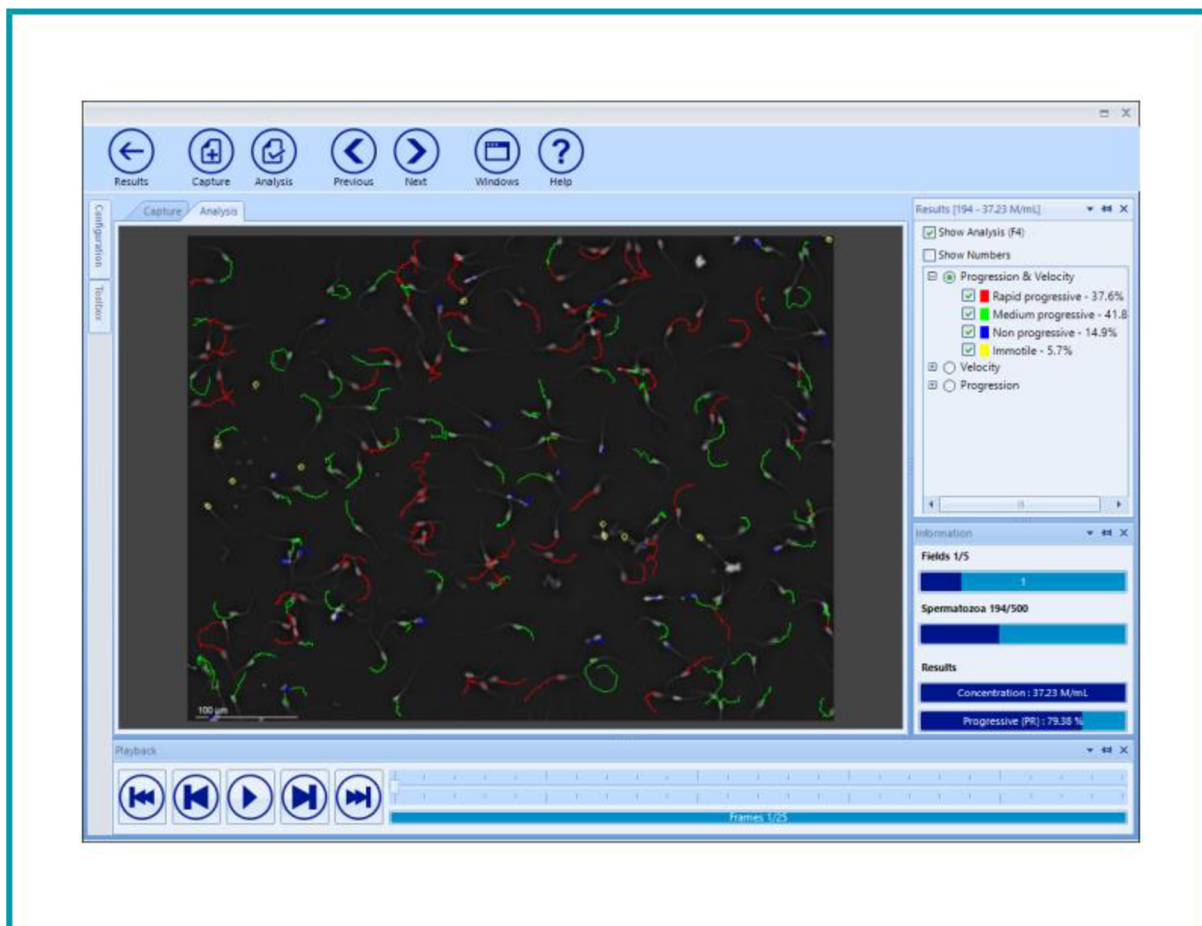 Results
Capture
Analysis
Previous
Next
Windows
Help
Configuration
Toolbox
Capture
Analysis
100 µm
Results [194 - 37.23 M/mL]
Show Analysis (F4)
Show Numbers
Progression & Velocity
Rapid progressive - 37.6%
Medium progressive - 41.8
Non progressive - 14.9%
Immotile - 5.7%
Velocity
Progression
Information
Fields 1/5
1
Spermatozoa 194/500
Results
Concentration : 37.23 M/mL
Progressive (PR) : 79.38 %
Playback
Frames 1/25